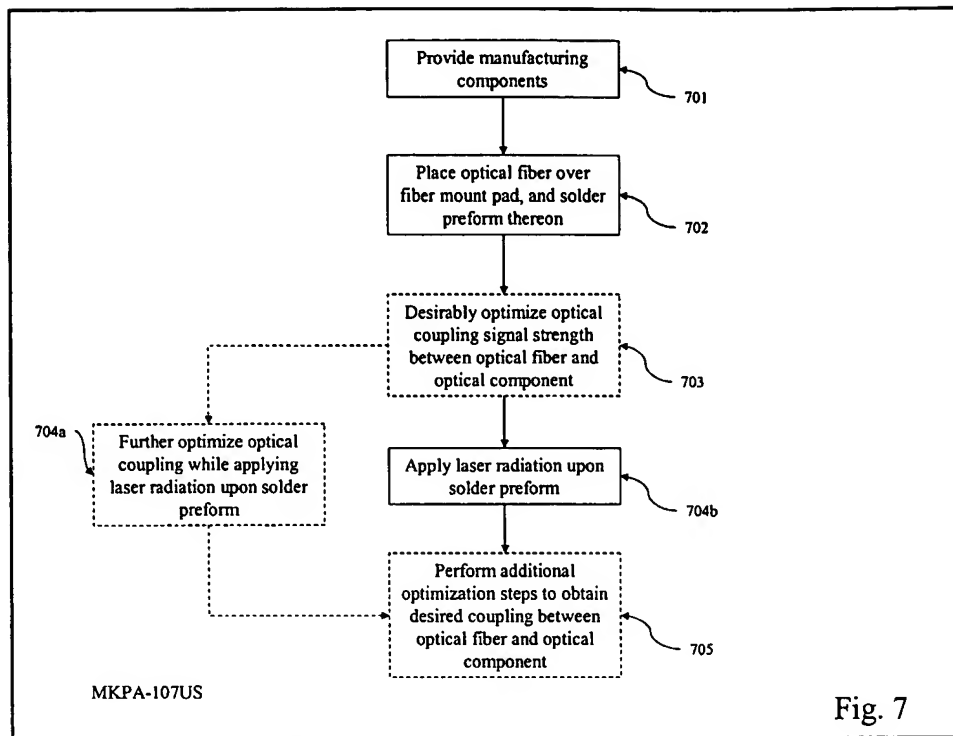 Provide manufacturing
components
701
Place optical fiber over
fiber mount pad, and solder
preform thereon
702
Desirably optimize optical
coupling signal strength
between optical fiber and
optical component
703
704a
Further optimize optical
coupling while applying
laser radiation upon solder
preform
Apply laser radiation upon
solder preform
704b
Perform additional
optimization steps to obtain
desired coupling between
optical fiber and optical
component
705
MKPA-107US
Fig. 7